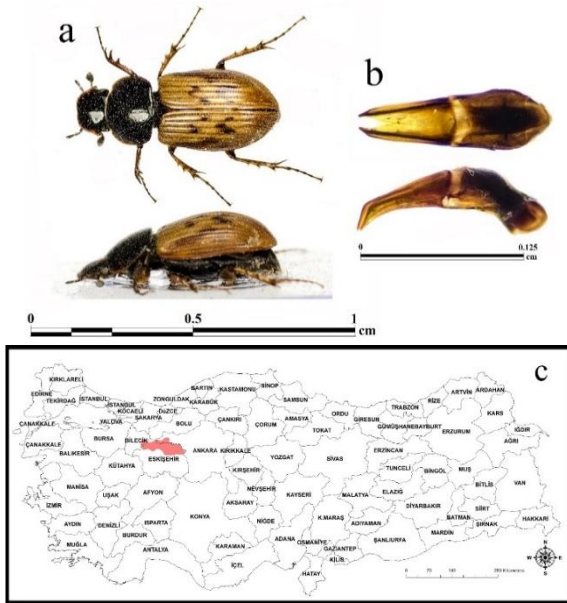 a
b
0
0.125
cm
0
0.5
1
cm
c
KIRKLARELİ
EDİRNE
TEKİRDAĞ
İSTANBUL
İSTANBUL
KOCAELİ
YALOVA
SAKARYA
DÜZCE
ZONGULDAK
BARTIN
KARABÜK
KASTAMONU
SİNOP
SAMSUN
ORDU
GİRESUN
TRABZON
RİZE
ARTVİN
ARDAHAN
KARS
IĞDIR
AĞRI
ÇANAKKALE
ÇANAKKALE
BALIKESİR
BURSA
BİLECİK
BOLU
ÇANKIRI
ÇORUM
AMASYA
TOKAT
GÜMÜŞHANE
BAYBURT
ERZURUM
ERZİNCAN
KÜTAHYA
ESKİŞEHİR
ANKARA
KIRIKKALE
YOZGAT
SİVAS
TUNCELİ
BİNGÖL
MUŞ
BİTLİS
VAN
MANİSA
UŞAK
AFYON
KIRŞEHİR
NEVŞEHİR
AKSARAY
KAYSERİ
MALATYA
ELAZIĞ
DİYARBAKIR
BATMAN
SİİRT
ŞIRNAK
HAKKARİ
İZMİR
AYDIN
DENİZLİ
ISPARTA
BURDUR
KONYA
NİĞDE
K.MARAŞ
ADIYAMAN
ŞANLIURFA
MARDİN
MUĞLA
ANTALYA
KARAMAN
İÇEL
ADANA
OSMANİYE
GAZİANTEP
KİLİS
HATAY
N
W
E
S